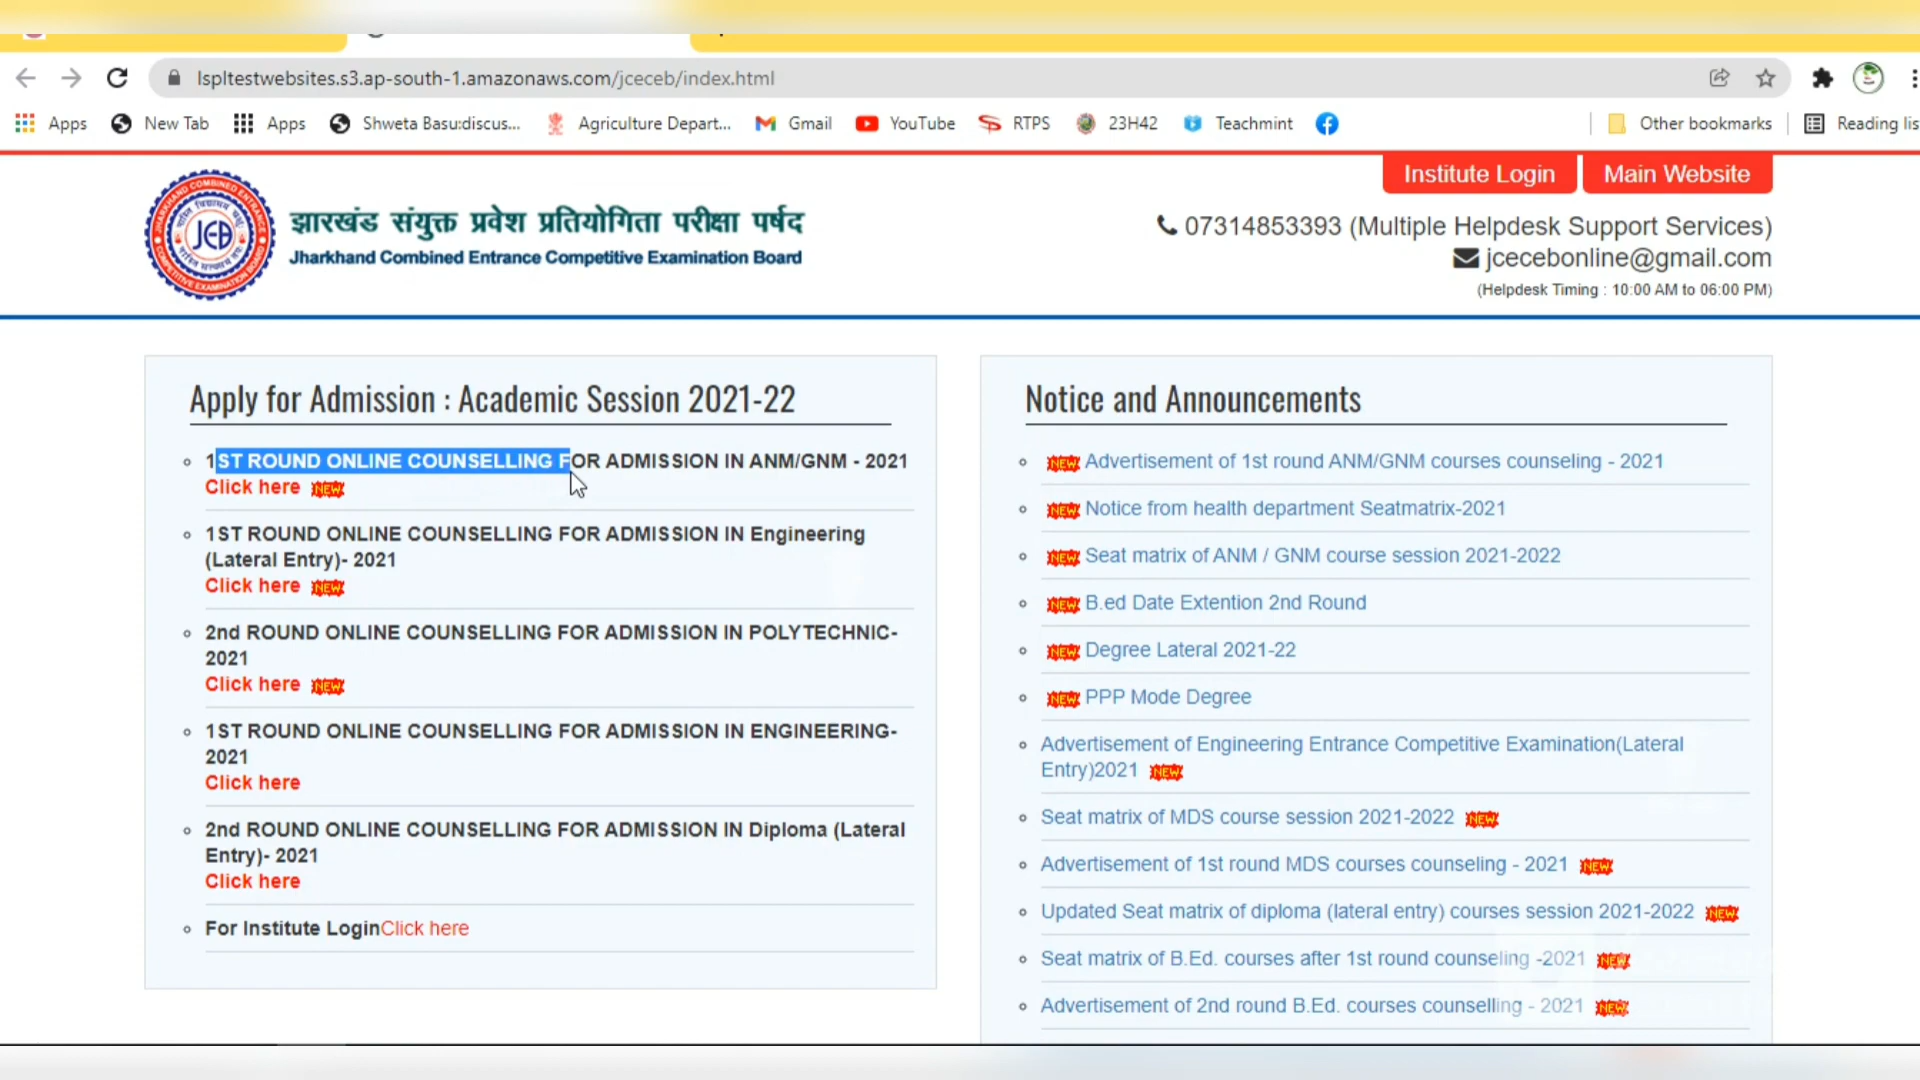 lspltestwebsites.s3.ap-south-1.amazonaws.com/jceceb/index.html
Apps New Tab Apps Shweta Basu:discus... Agriculture Depart... Gmail YouTube RTPS 23H42 Teachmint Other bookmarks Reading lis
Institute Login Main Website
झारखंड संयुक्त प्रवेश प्रतियोगिता परीक्षा पर्षद
Jharkhand Combined Entrance Competitive Examination Board
JCEB
07314853393 (Multiple Helpdesk Support Services)
jcecebonline@gmail.com
(Helpdesk Timing : 10:00 AM to 06:00 PM)
Apply for Admission : Academic Session 2021-22
1ST ROUND ONLINE COUNSELLING FOR ADMISSION IN ANM/GNM - 2021
Click here NEW
1ST ROUND ONLINE COUNSELLING FOR ADMISSION IN Engineering
(Lateral Entry)- 2021
Click here NEW
2nd ROUND ONLINE COUNSELLING FOR ADMISSION IN POLYTECHNIC-
2021
Click here NEW
1ST ROUND ONLINE COUNSELLING FOR ADMISSION IN ENGINEERING-
2021
Click here
2nd ROUND ONLINE COUNSELLING FOR ADMISSION IN Diploma (Lateral
Entry)- 2021
Click here
For Institute LoginClick here
Notice and Announcements
NEW Advertisement of 1st round ANM/GNM courses counseling - 2021
NEW Notice from health department Seatmatrix-2021
NEW Seat matrix of ANM / GNM course session 2021-2022
NEW B.ed Date Extention 2nd Round
NEW Degree Lateral 2021-22
NEW PPP Mode Degree
Advertisement of Engineering Entrance Competitive Examination(Lateral
Entry)2021 NEW
Seat matrix of MDS course session 2021-2022 NEW
Advertisement of 1st round MDS courses counseling - 2021 NEW
Updated Seat matrix of diploma (lateral entry) courses session 2021-2022 NEW
Seat matrix of B.Ed. courses after 1st round counseling -2021 NEW
Advertisement of 2nd round B.Ed. courses counselling - 2021 NEW